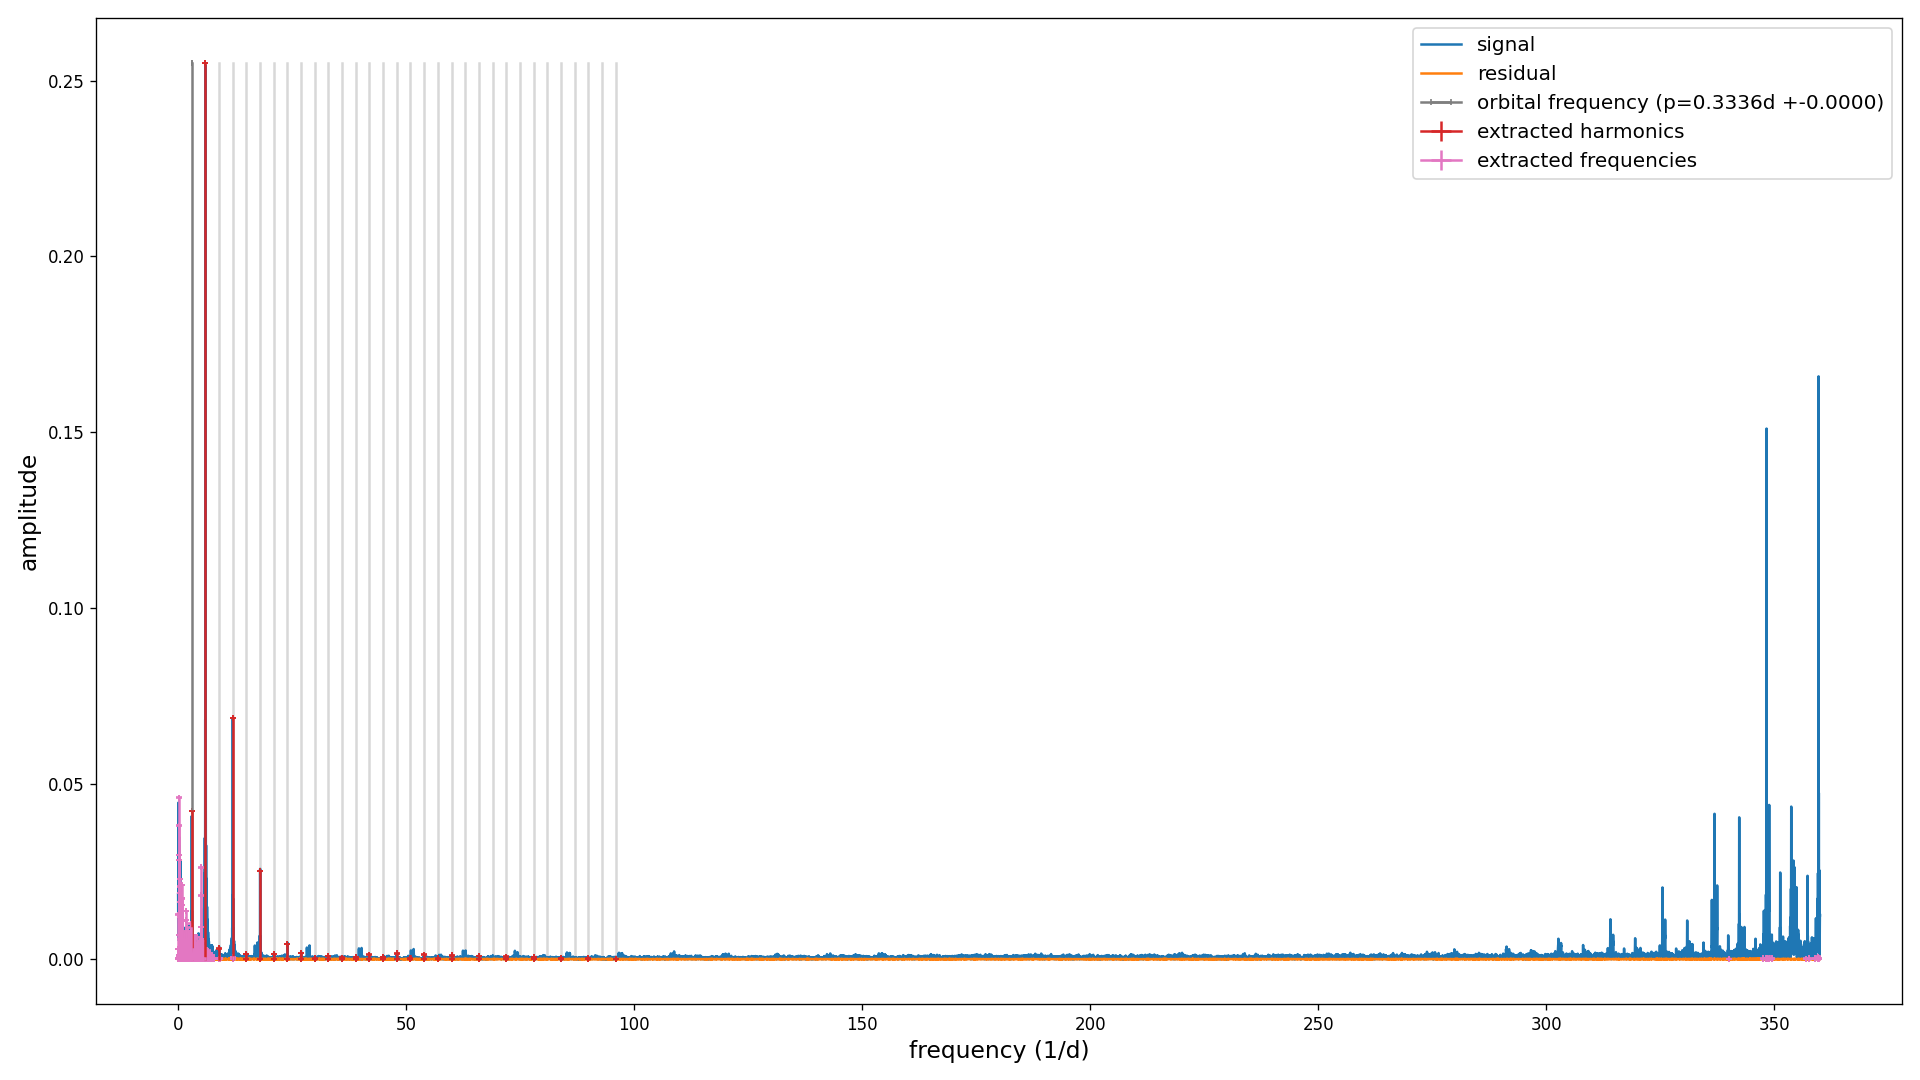 signal
residual
orbital frequency (p=0.3336d +-0.0000)
extracted harmonics
extracted frequencies
0.25
0.20
0.15
0.10
0.05
0.00
amplitude
0 50 100 150 200 250 300 350
frequency (1/d)